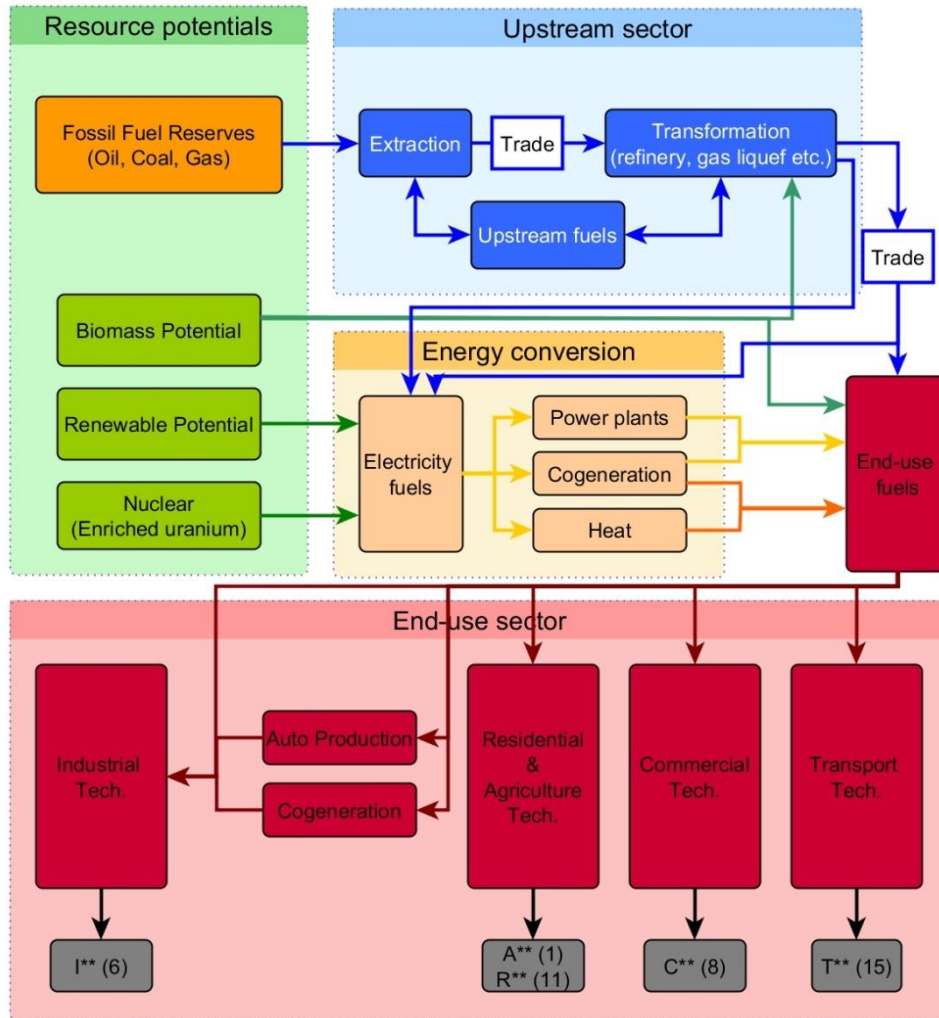 Resource potentials
Fossil Fuel Reserves
(Oil, Coal, Gas)
Biomass Potential
Renewable Potential
Nuclear
(Enriched uranium)
Upstream sector
Extraction
Trade
Transformation
(refinery, gas liquef etc.)
Upstream fuels
Trade
Energy conversion
Electricity
fuels
Power plants
Cogeneration
Heat
End-use
fuels
End-use sector
Industrial
Tech.
Auto Production
Cogeneration
Residential
&
Agriculture
Tech.
Commercial
Tech.
Transport
Tech.
I** (6)
A** (1)
R** (11)
C** (8)
T** (15)